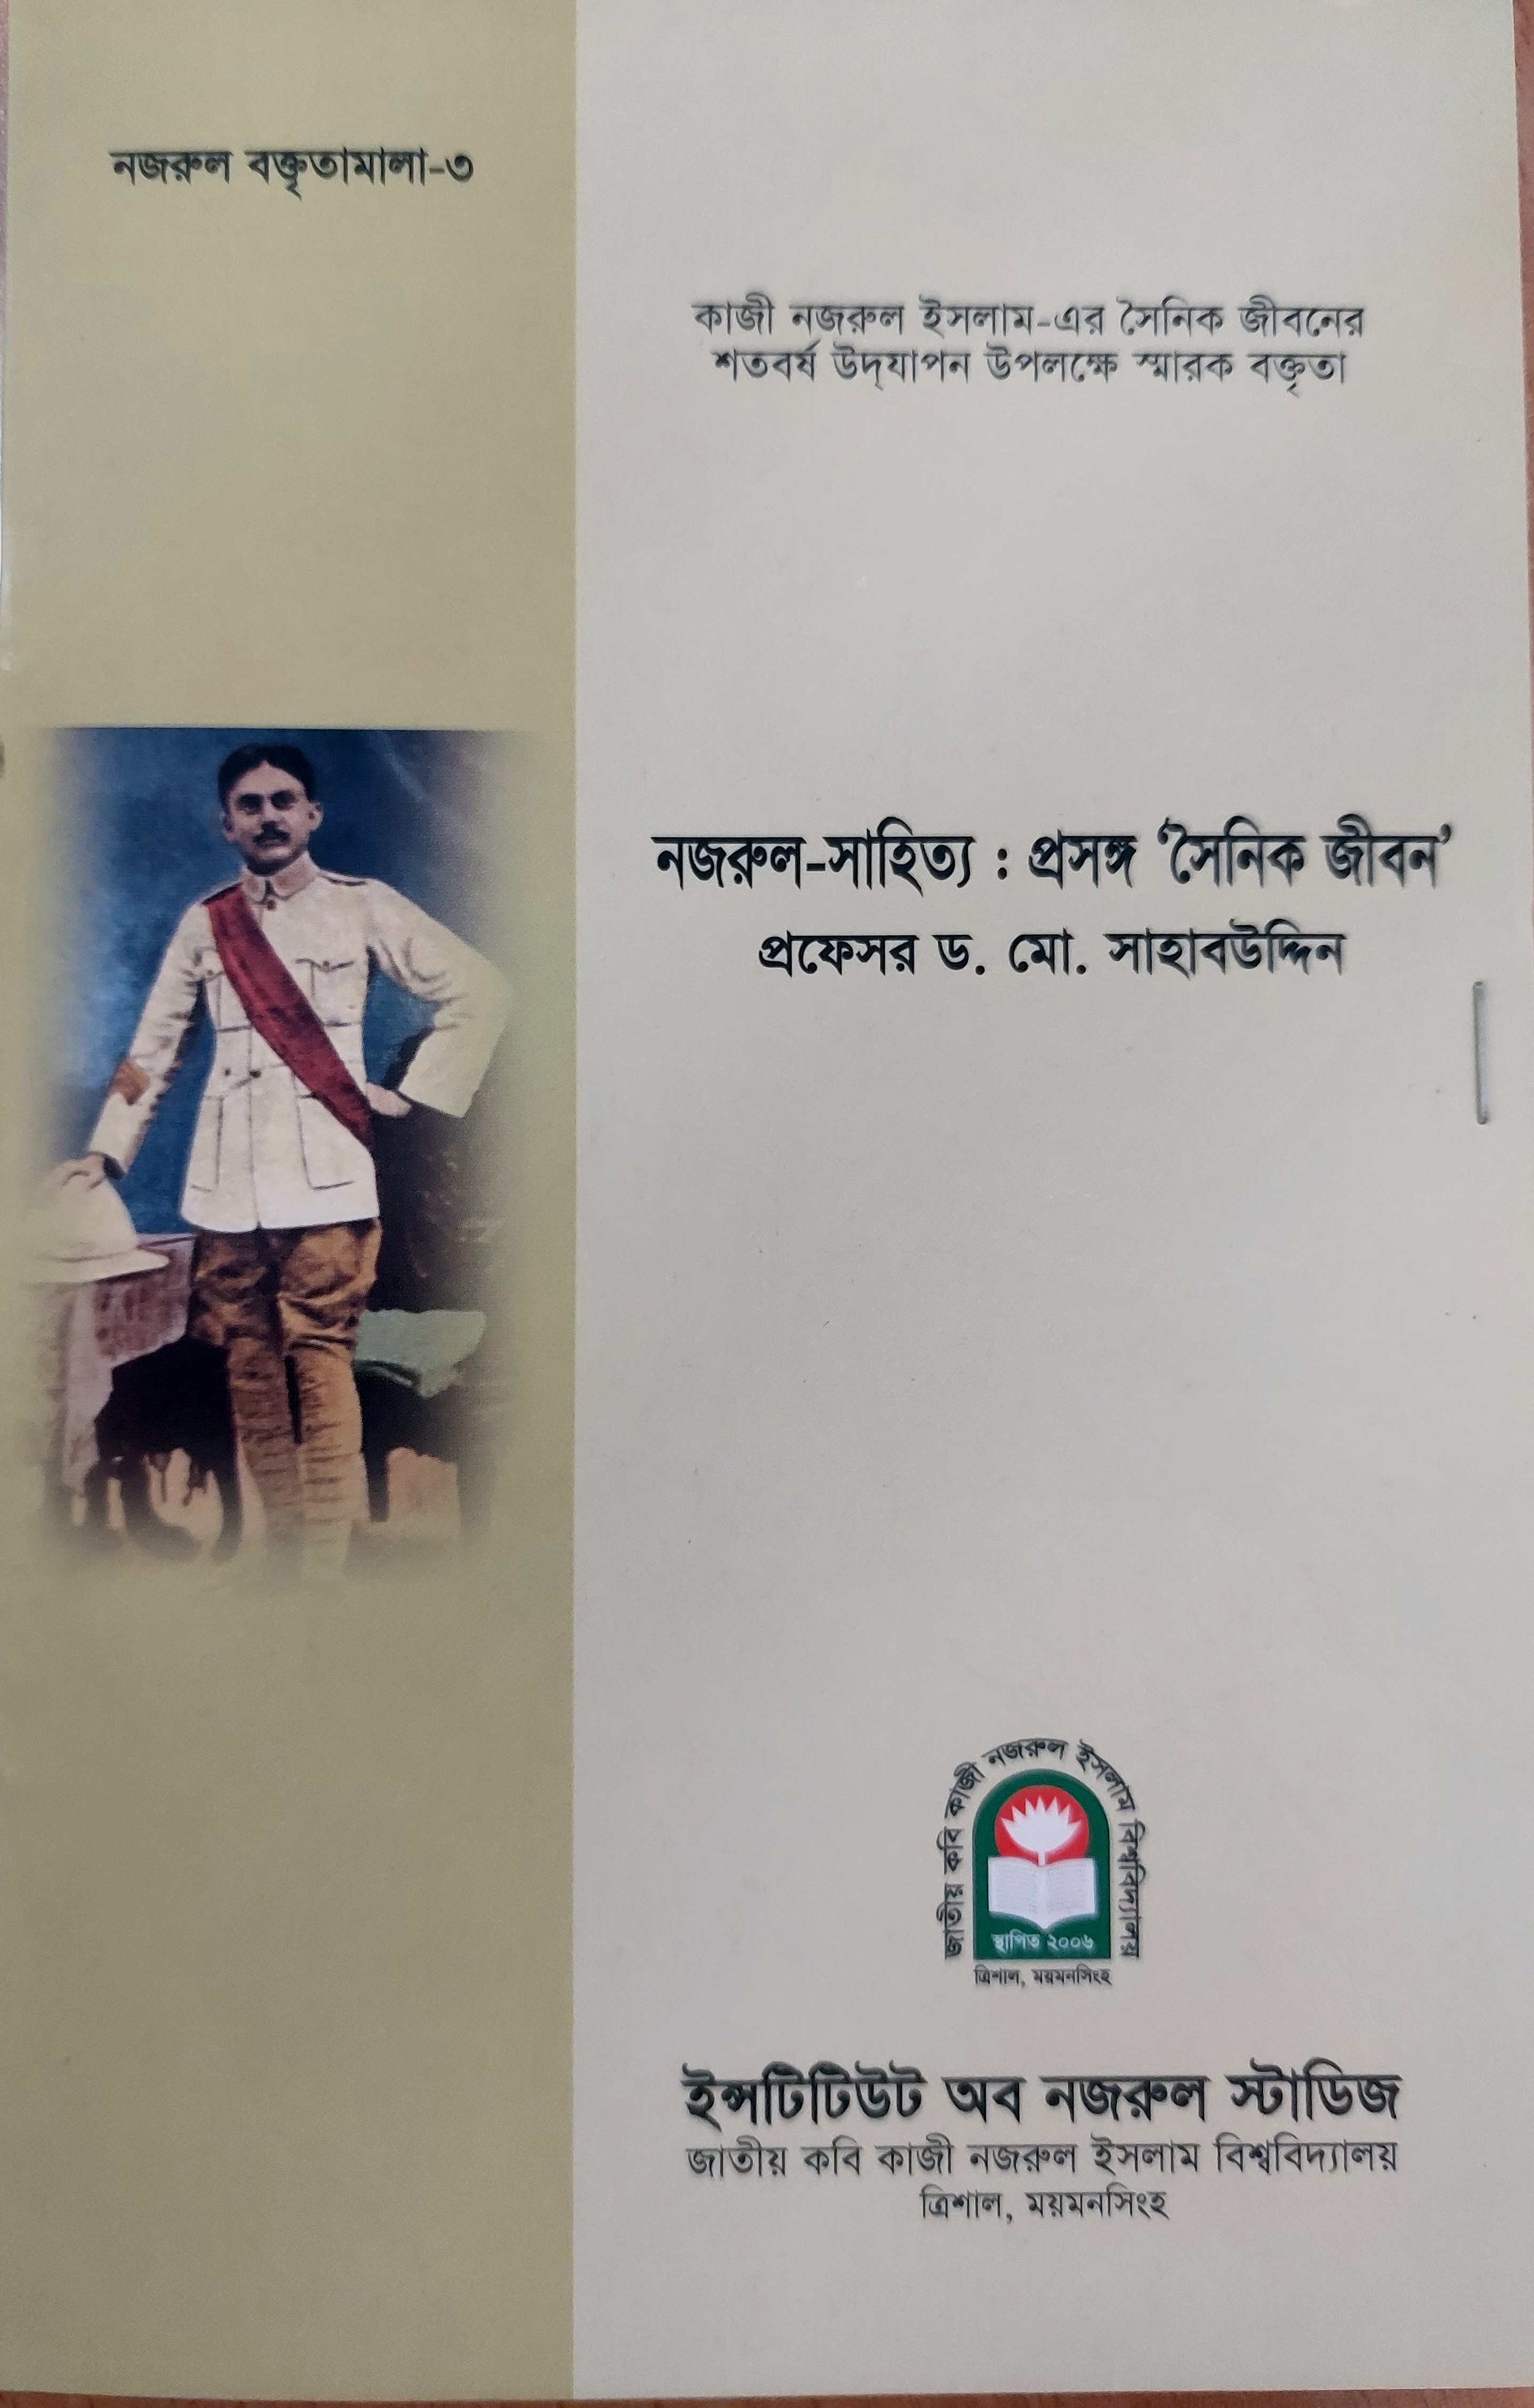 নজরুল বক্তৃতামালা-৩
কাজী নজরুল ইসলাম-এর সৈনিক জীবনের
শতবর্ষ উদ্‌যাপন উপলক্ষে স্মারক বক্তৃতা
নজরুল-সাহিত্য : প্রসঙ্গ ‘সৈনিক জীবন’
প্রফেসর ড. মো. সাহাবউদ্দিন
জাতীয় কবি কাজী নজরুল ইসলাম বিশ্ববিদ্যালয়
স্থাপিত ২০০৬
ত্রিশাল, ময়মনসিংহ
ইন্সটিটিউট অব নজরুল স্টাডিজ
জাতীয় কবি কাজী নজরুল ইসলাম বিশ্ববিদ্যালয়
ত্রিশাল, ময়মনসিংহ